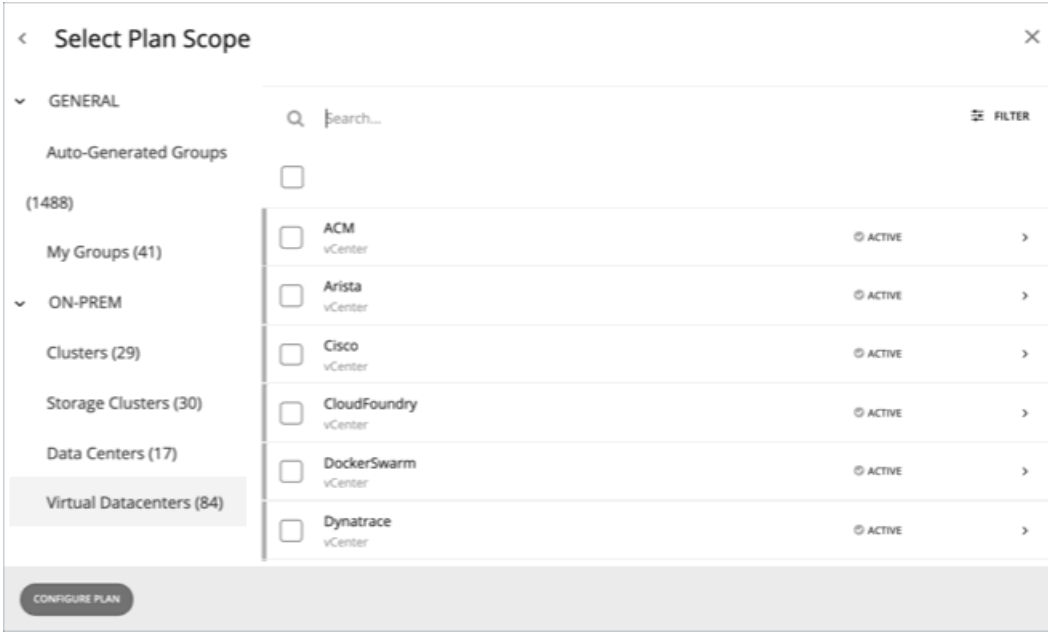 Select Plan Scope
GENERAL
Auto-Generated Groups
(1488)
My Groups (41)
ON-PREM
Clusters (29)
Storage Clusters (30)
Data Centers (17)
Virtual Datacenters (84)
Search...
FILTER
ACM
vCenter
ACTIVE
Arista
vCenter
ACTIVE
Cisco
vCenter
ACTIVE
CloudFoundry
vCenter
ACTIVE
DockerSwarm
vCenter
ACTIVE
Dynatrace
vCenter
ACTIVE
CONFIGURE PLAN